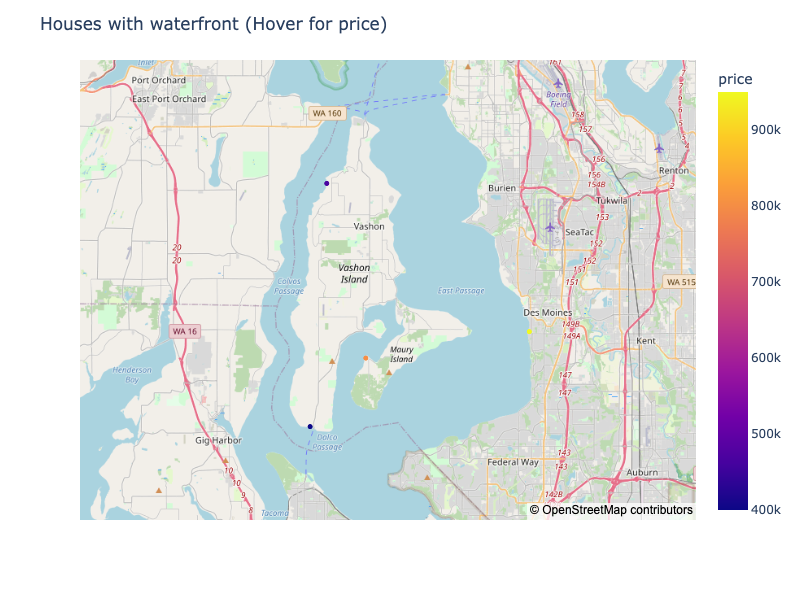 Houses with waterfront (Hover for price)
price
900k
800k
700k
600k
500k
400k
Inlet
Port Orchard
East Port Orchard
WA 160
161
Boeing
Field
158
157
156
156
154B
Renton
2
2
Burien
Tukwila
153
SeaTac
152
152
151
151
WA 515
Vashon
Vashon
Island
20
20
Colvos
Passage
East Passage
Des Moines
149B
149A
Kent
WA 16
Maury
Island
Henderson
Bay
147
147
Gig Harbor
Dalco
Passage
10
10
9
8
143
143
Federal Way
Auburn
142B
Tacoma
© OpenStreetMap contributors